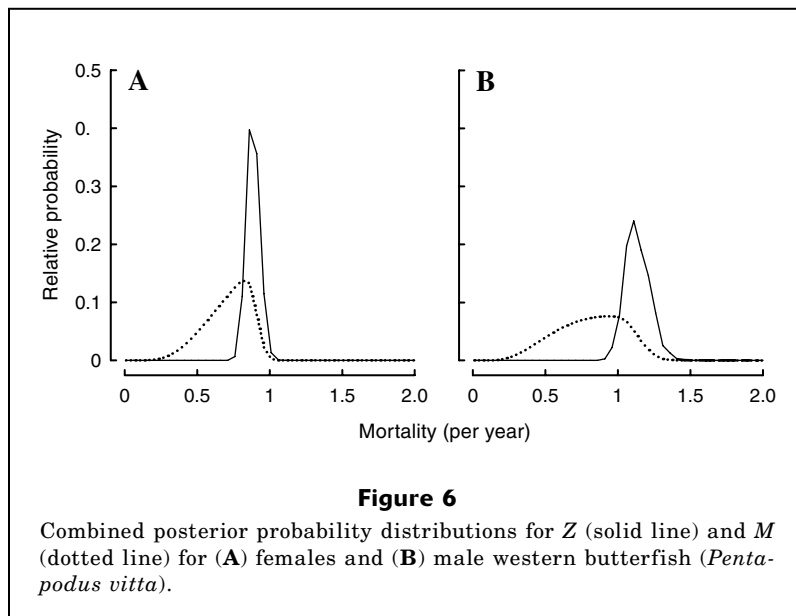 A
B
0.5
0.
0.3
0.2
0.1
0
Relative probability
0 0.5 1 1.5 2.0
0 0.5 1 1.5 2.0
Mortality (per year)
Figure 6
Combined posterior probability distributions for Z (solid line) and M
(dotted line) for (A) females and (B) male western butterfish (Penta-
podus vitta).